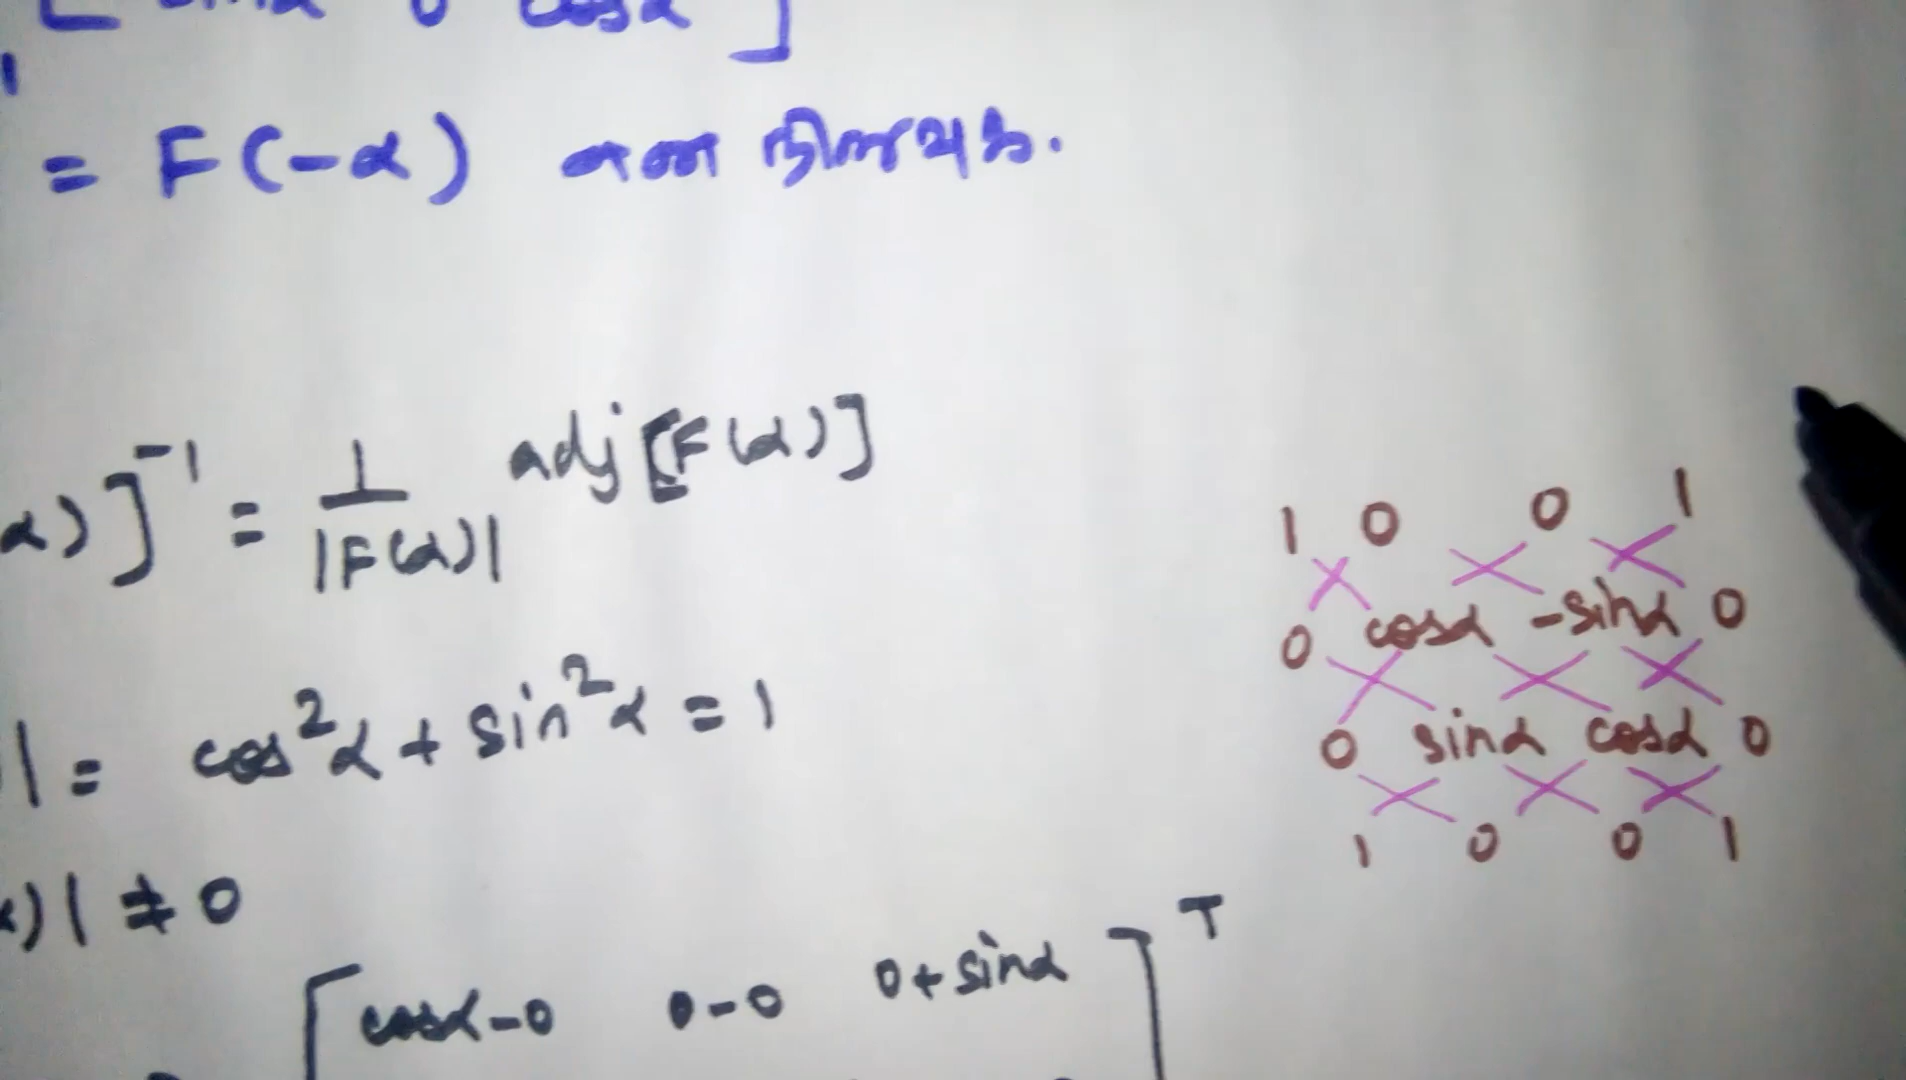 = F(-α) என நிறுவுக.
α)]⁻¹ = 1/|F(α)| adj[F(α)]
| = cos²α + sin²α = 1
α)| ≠ 0
1 0 0 1
0 cosα -sinα 0
0 sinα cosα 0
1 0 0 1
[ cosα-0 0-0 0+sinα ]ᵀ